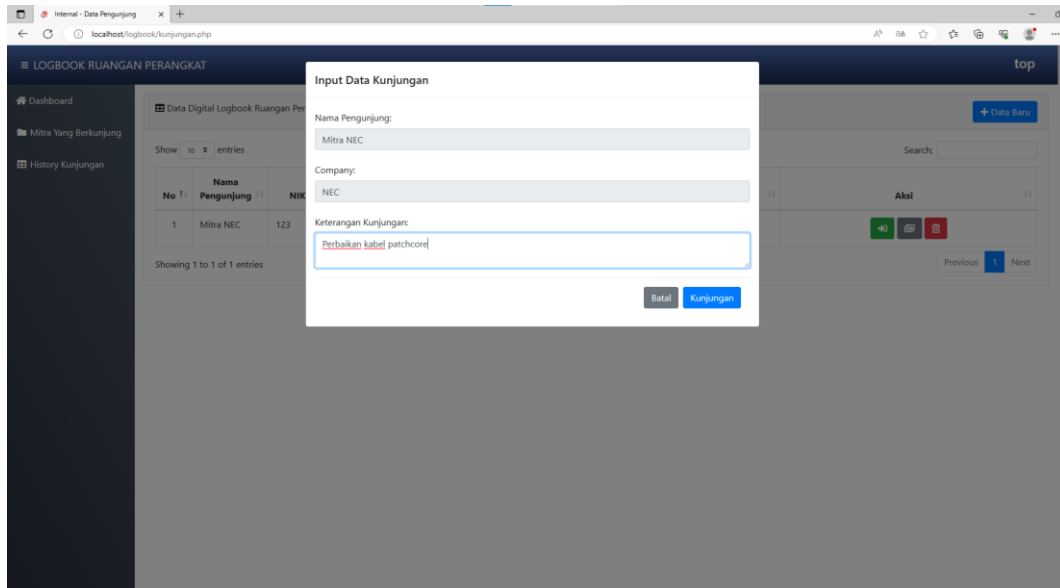 Internal - Data Pengunjung
localhost/logbook/kunjungan.php
LOGBOOK RUANGAN PERANGKAT
top
Dashboard
Mitra Yang Berkunjung
History Kunjungan
Data Digital Logbook Ruangan Per
+ Data Baru
Show 10 entries
Search:
No Nama Pengunjung NIK Aksi
1 Mitra NEC 123
Showing 1 to 1 of 1 entries
Previous 1 Next
Input Data Kunjungan
Nama Pengunjung:
Mitra NEC
Company:
NEC
Keterangan Kunjungan:
Perbaikan kabel patchcore
Batal Kunjungan